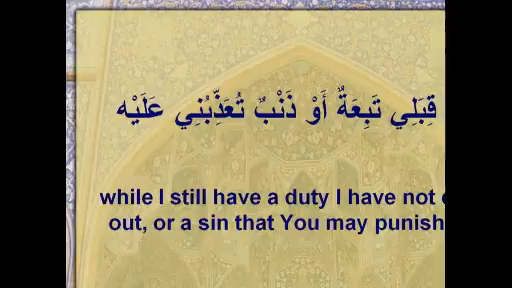 قِبَلِي تَبِعَةٌ أَوْ ذَنْبٌ تُعَذِّبُنِي عَلَيْه
while I still have a duty I have not
out, or a sin that You may punish